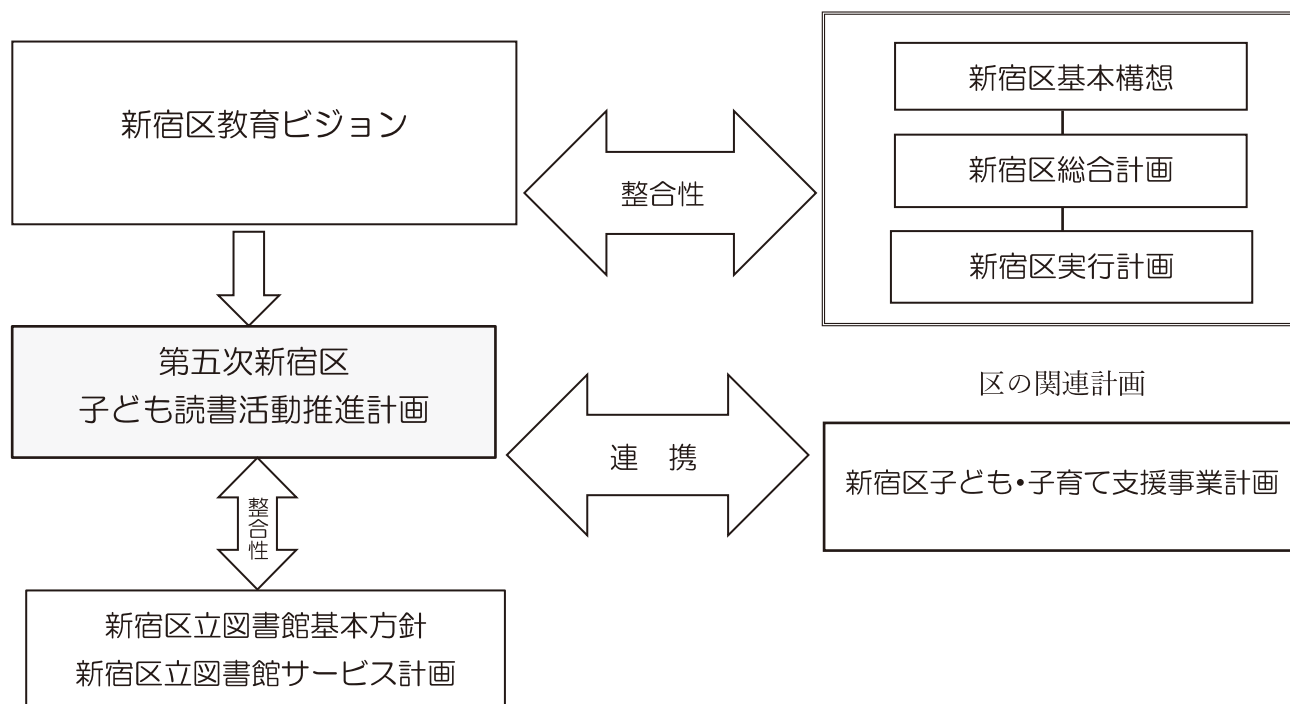 新宿区教育ビジョン
整合性
新宿区基本構想
新宿区総合計画
新宿区実行計画
第五次新宿区
子ども読書活動推進計画
連　携
区の関連計画
新宿区子ども・子育て支援事業計画
整合性
新宿区立図書館基本方針
新宿区立図書館サービス計画